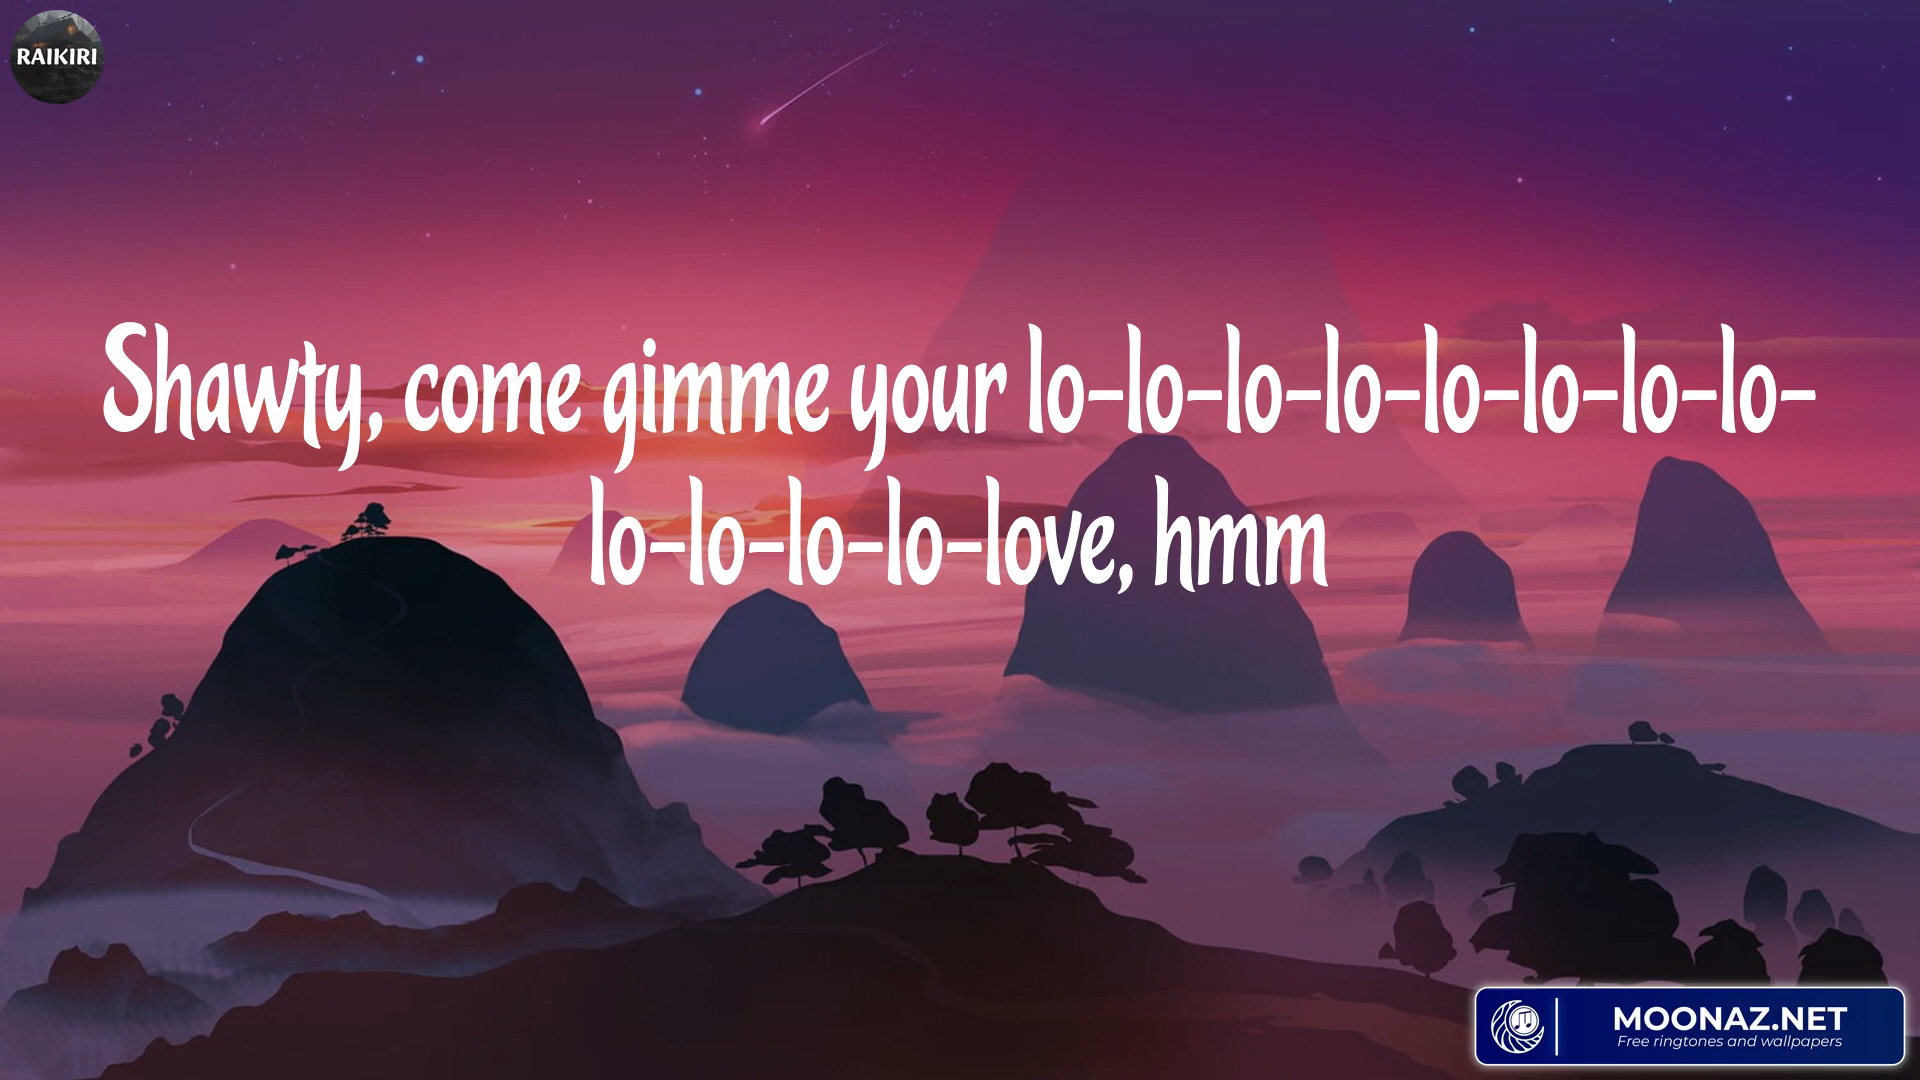 RAIKIRI
Shawty, come gimme your lo-lo-lo-lo-lo-lo-lo-lo-
lo-lo-lo-lo-love, hmm
MOONAZ.NET
Free ringtones and wallpapers